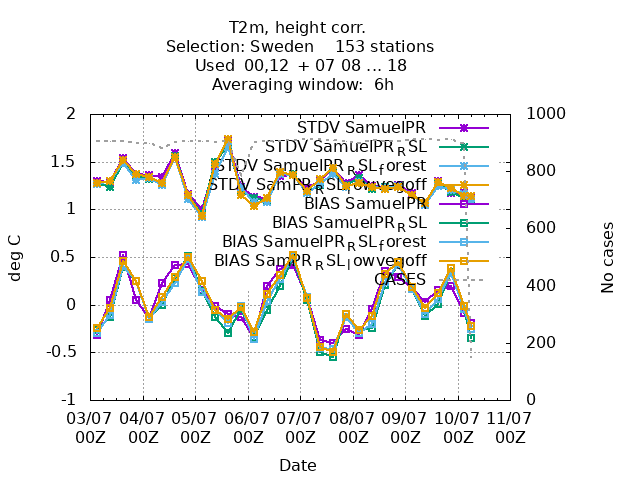 T2m, height corr.
Selection: Sweden 153 stations
Used 00,12 + 07 08 ... 18
Averaging window: 6h
deg C
No cases
2
1.5
1
0.5
0
-0.5
-1
1000
800
600
400
200
0
STDV SamuelPR
STDV SamuelPR_RSL
STDV SamuelPR_RSL_forest
STDV SamPR_RSL_lowvegoff
BIAS SamuelPR
BIAS SamuelPR_RSL
BIAS SamuelPR_RSL_forest
BIAS SamPR_RSL_lowvegoff
CASES
03/07 04/07 05/07 06/07 07/07 08/07 09/07 10/07 11/07
00Z 00Z 00Z 00Z 00Z 00Z 00Z 00Z 00Z
Date